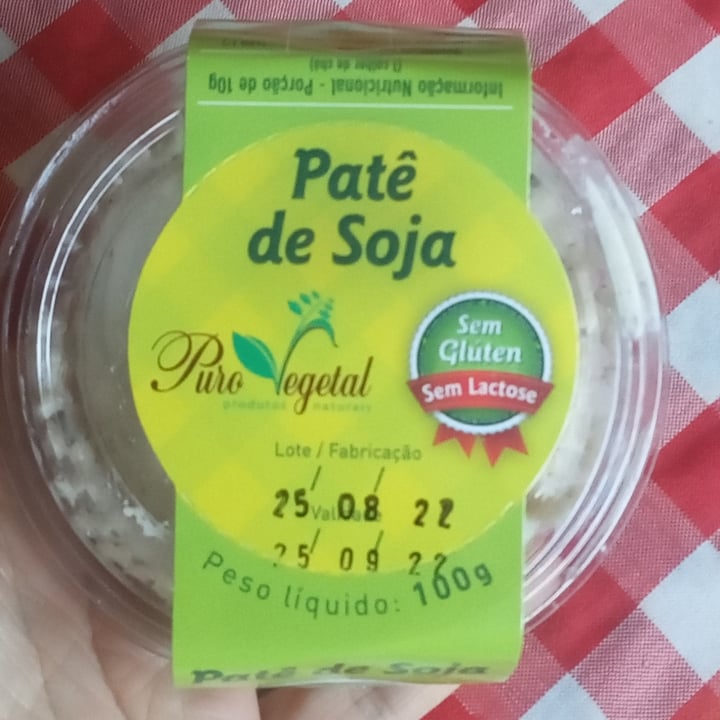 (1 colher de chá)
Informação Nutricional - Porção de 10g
Patê
de Soja
Puro Vegetal
produtos naturais
Sem
Glúten
Sem Lactose
Lote / Fabricação
25 / 08 / 22
Validade
25 / 09 / 22
Peso líquido: 100g
Patê de Soja